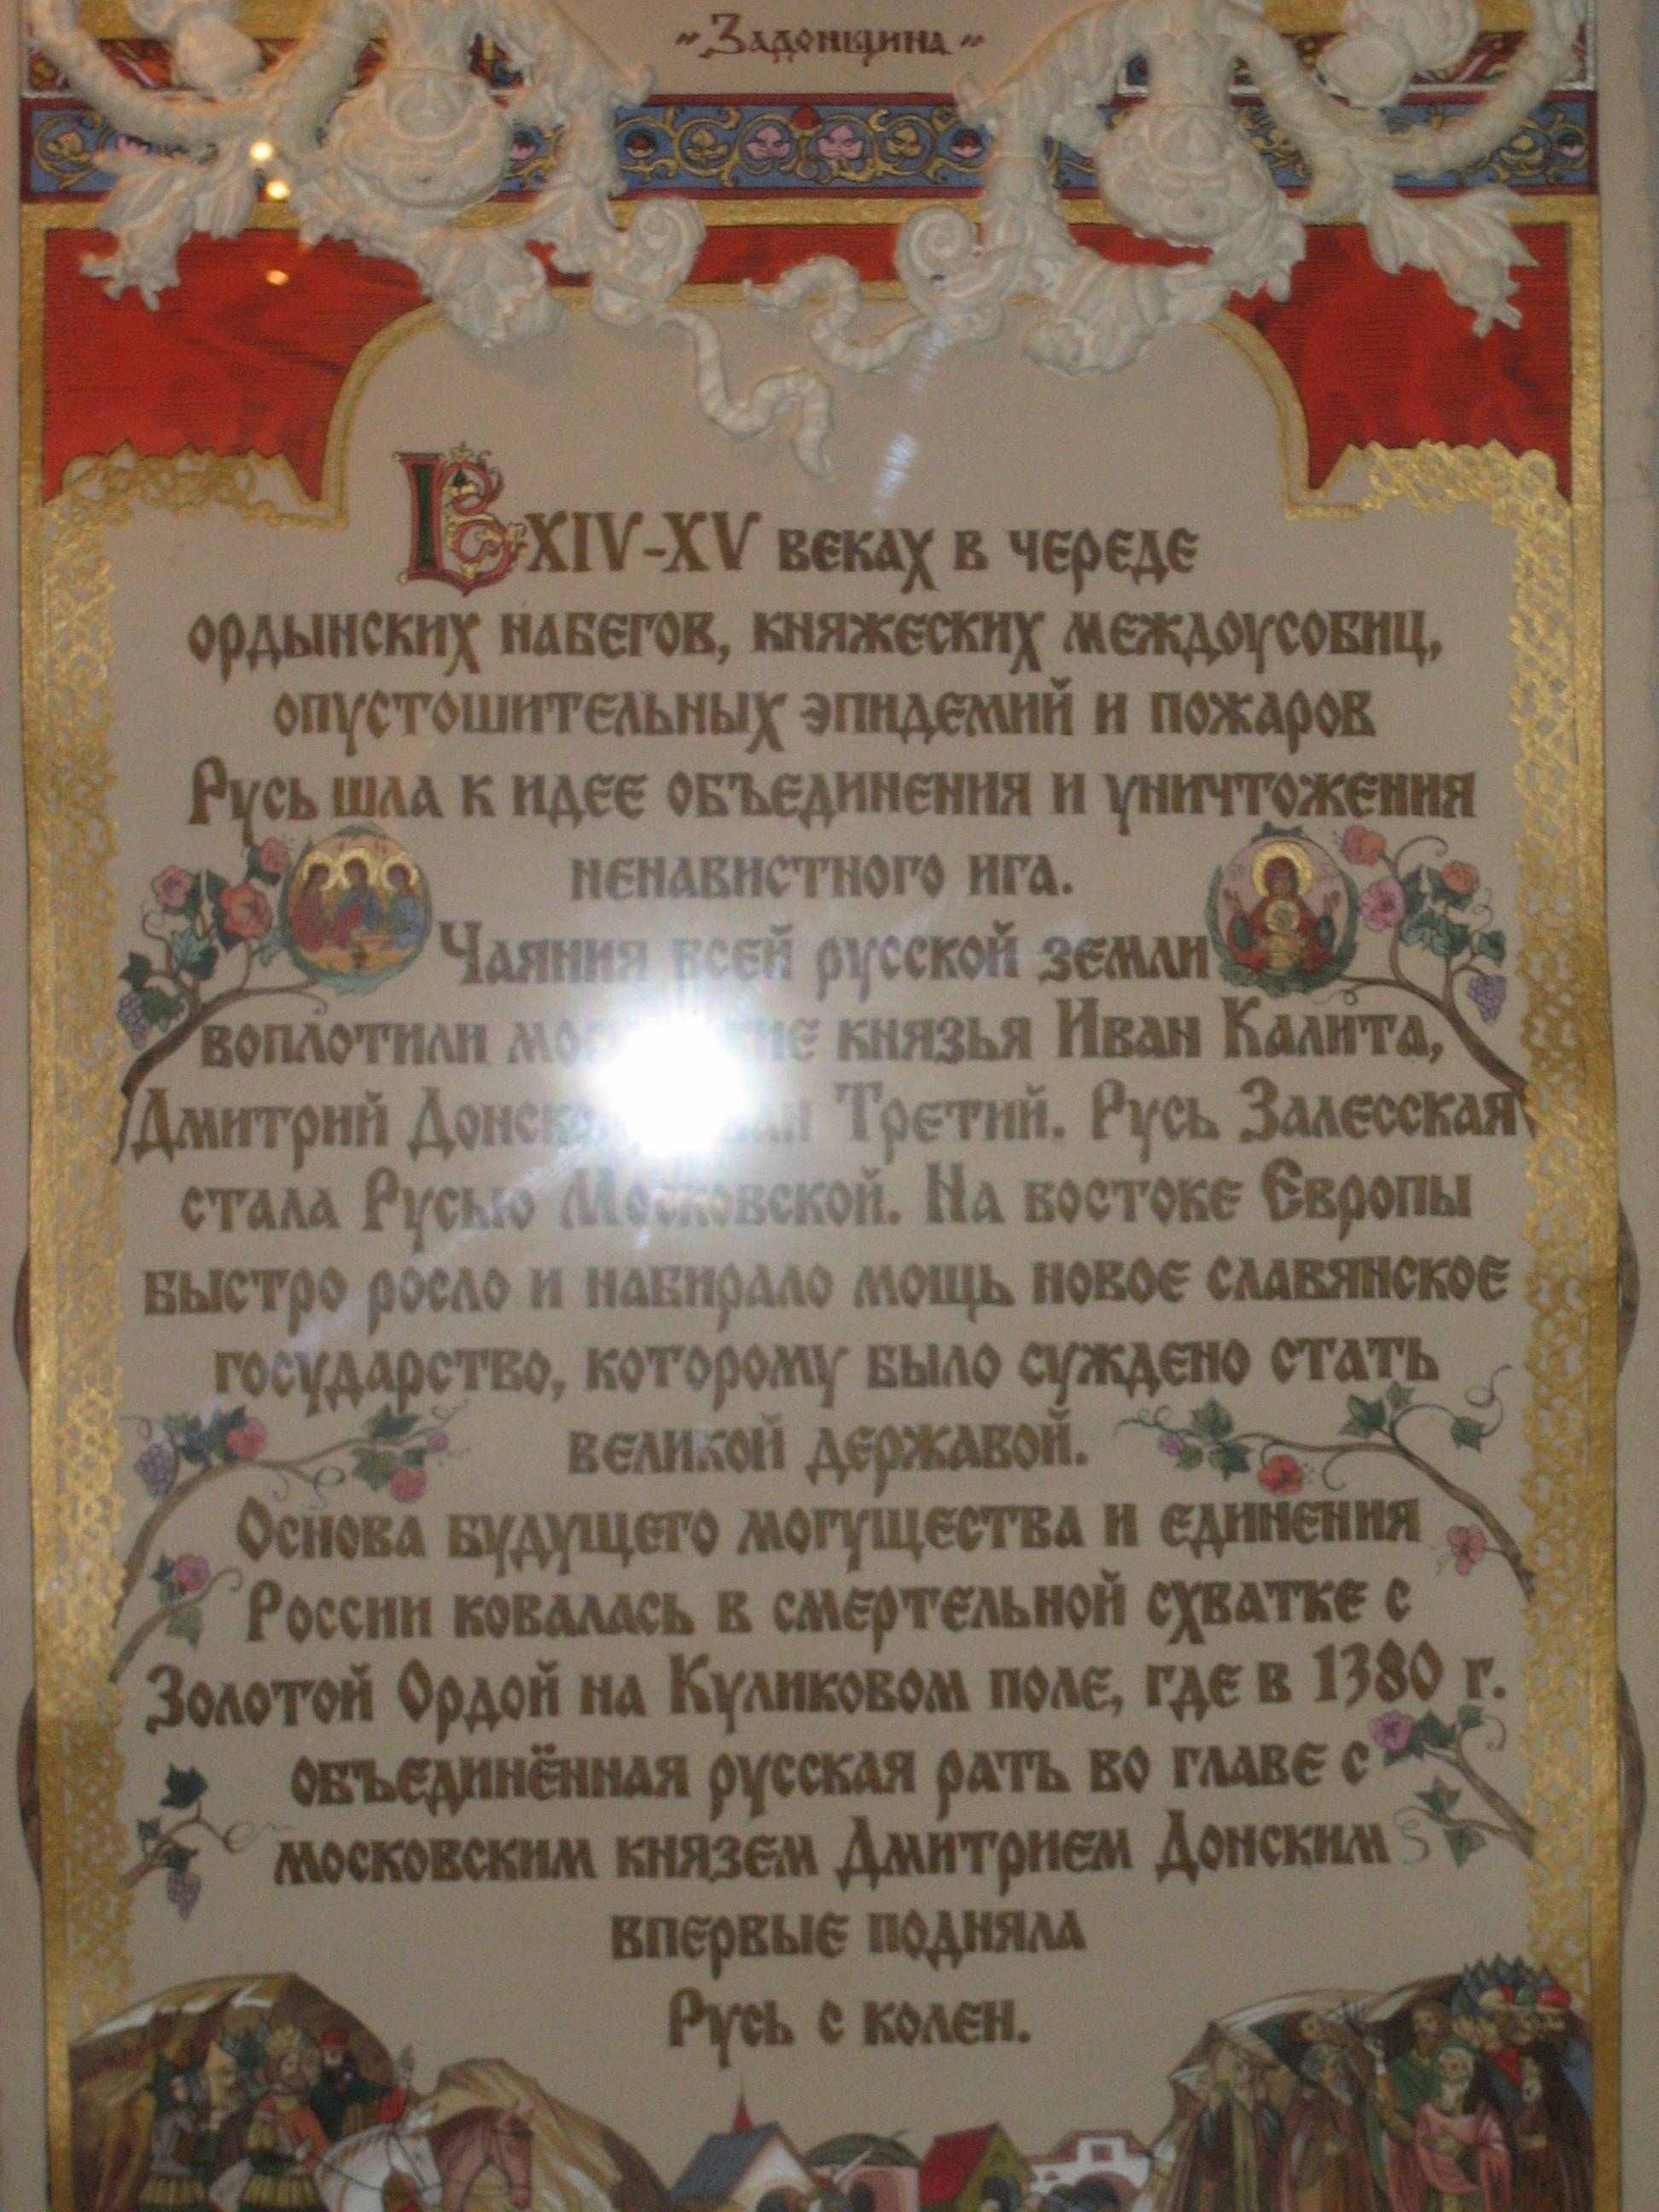 "Задонщина"
В XIV-XV веках в череде
ордынских набегов, княжеских междоусобиц,
опустошительных эпидемий и пожаров
Русь шла к идее объединения и уничтожения
ненавистного ига.
Чаяния всей русской земли
воплотили князья Иван Калита,
Дмитрий Третий. Русь Залесская
стала Русью Московской. На востоке Европы
быстро росло и набирало мощь новое славянское
государство, которому было суждено стать
великой державой.
Основа будущего могущества и единения
России ковалась в смертельной схватке с
Золотой Ордой на Куликовом поле, где в 1380 г.
объединённая русская рать во главе с
московским князем Дмитрием Донским
впервые подняла
Русь с колен.